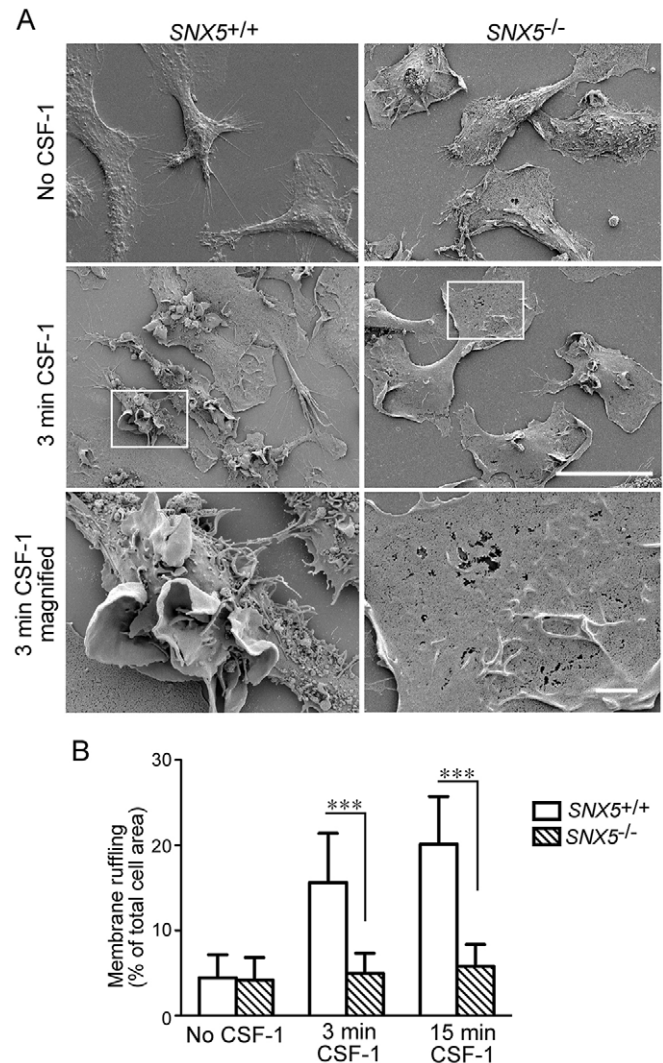 A
SNX5+/+ SNX5-/-
No CSF-1
3 min CSF-1
3 min CSF-1
magnified
B
Membrane ruffling
(% of total cell area)
30
20
10
0
*** ***
SNX5+/+
SNX5-/-
No CSF-1 3 min 15 min
CSF-1 CSF-1